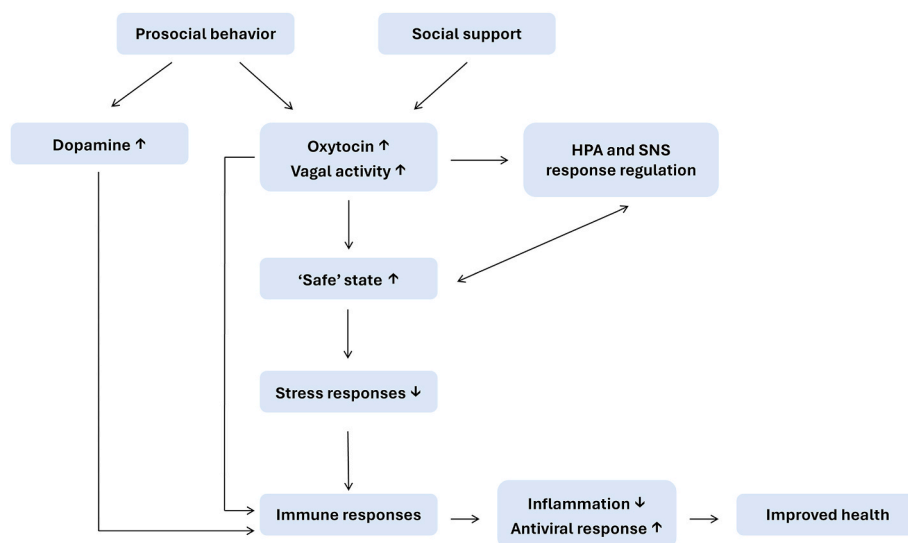 Prosocial behavior
Social support
Dopamine ↑
Oxytocin ↑
Vagal activity ↑
HPA and SNS
response regulation
‘Safe’ state ↑
Stress responses ↓
Immune responses
Inflammation ↓
Antiviral response ↑
Improved health